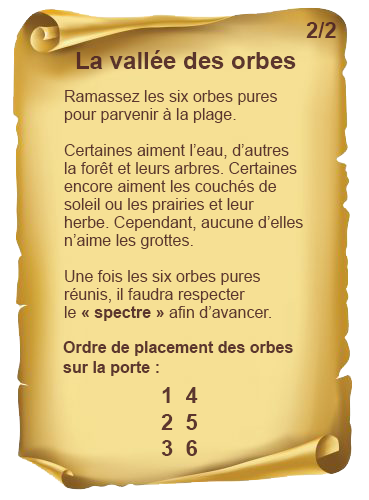 2/2
La vallée des orbes
Ramassez les six orbes pures
pour parvenir à la plage.
Certaines aiment l’eau, d’autres
la forêt et leurs arbres. Certaines
encore aiment les couchés de
soleil ou les prairies et leur
herbe. Cependant, aucune d’elles
n’aime les grottes.
Une fois les six orbes pures
réunis, il faudra respecter
le « spectre » afin d’avancer.
Ordre de placement des orbes
sur la porte :
1 4
2 5
3 6